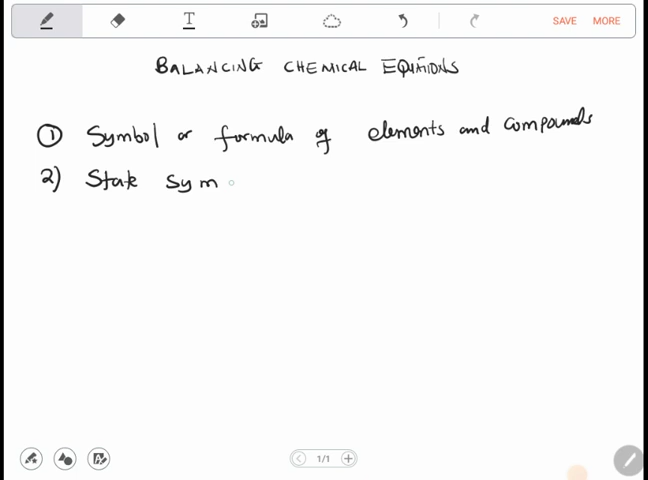 T
SAVE MORE
BALANCING CHEMICAL EQUATIONS
1 Symbol or formula of elements and compounds
2) State Sym
1/1